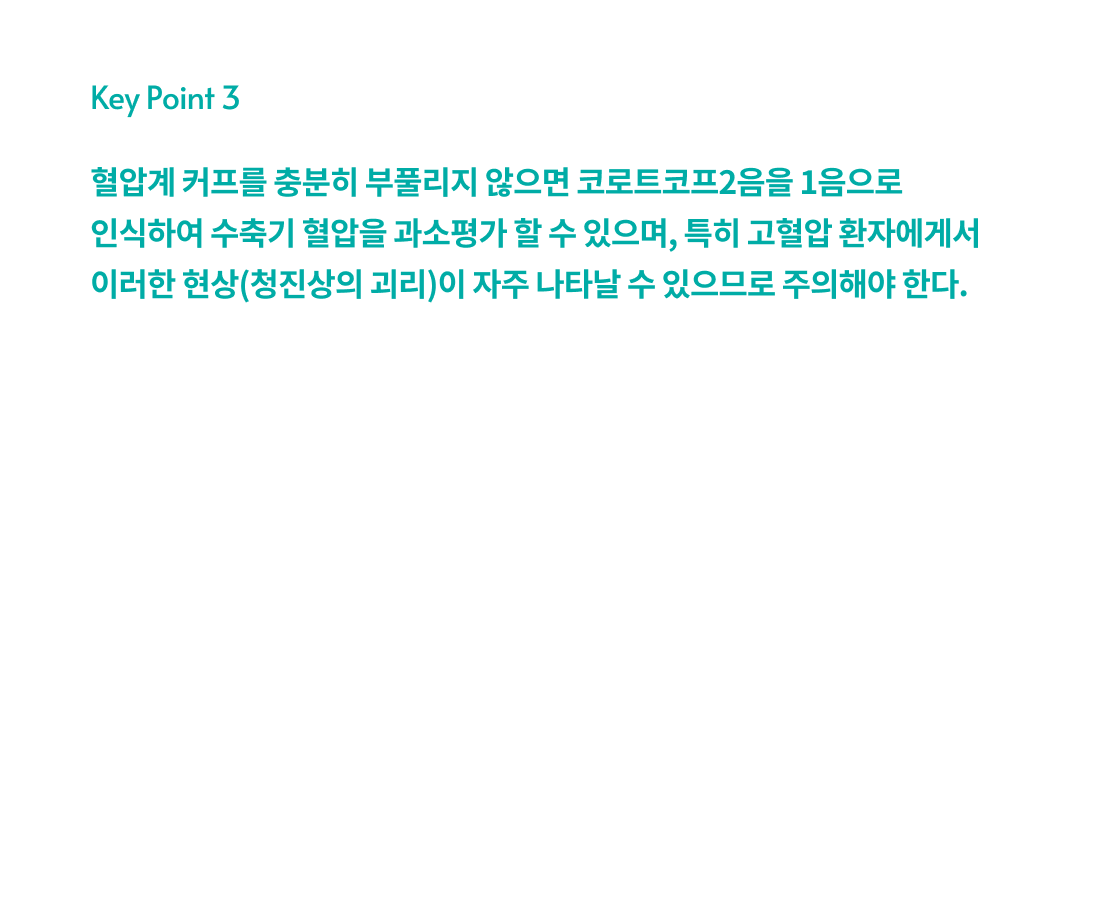 Key Point 3
혈압계 커프를 충분히 부풀리지 않으면 코로트코프2음을 1음으로
인식하여 수축기 혈압을 과소평가 할 수 있으며, 특히 고혈압 환자에게서
이러한 현상(청진상의 괴리)이 자주 나타날 수 있으므로 주의해야 한다.